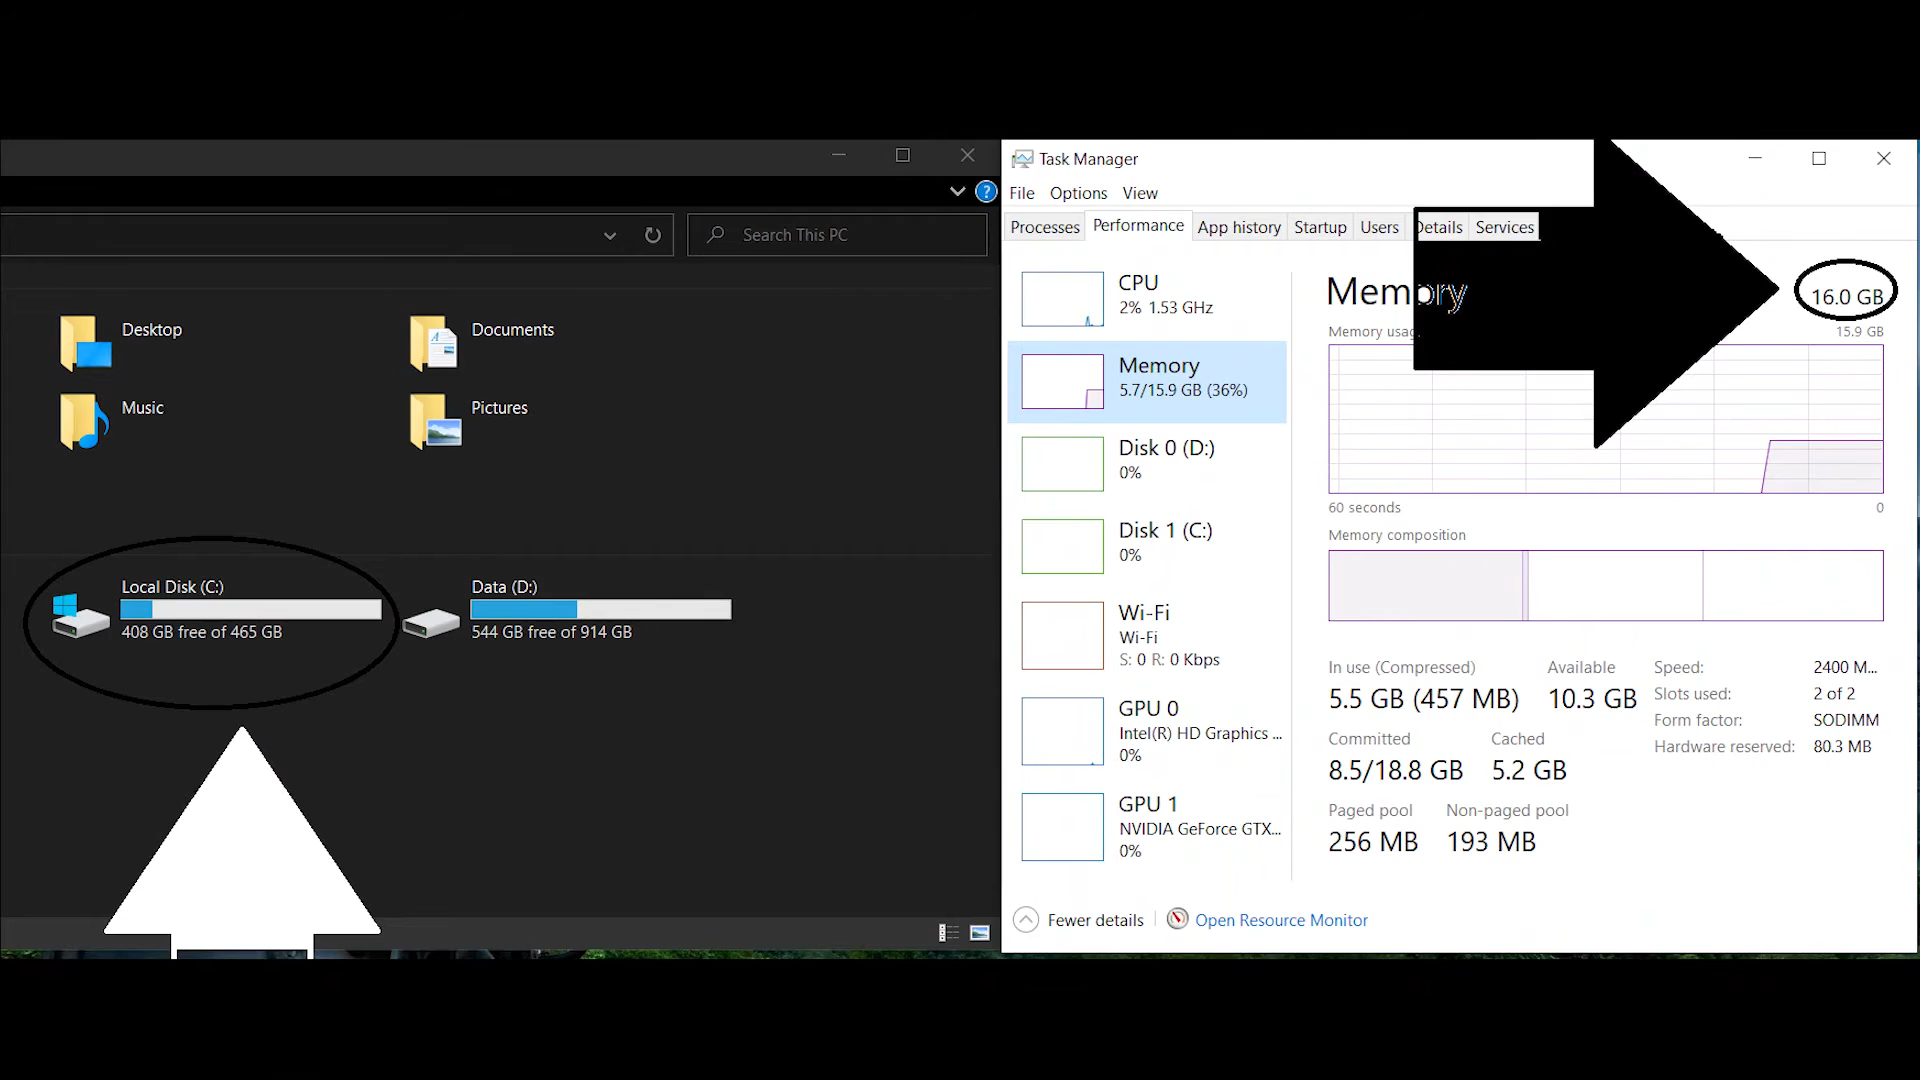 Search This PC
Desktop
Documents
Music
Pictures
Local Disk (C:)
408 GB free of 465 GB
Data (D:)
544 GB free of 914 GB
Task Manager
File Options View
Processes Performance App history Startup Users Details Services
CPU
2% 1.53 GHz
Memory
5.7/15.9 GB (36%)
Disk 0 (D:)
0%
Disk 1 (C:)
0%
Wi-Fi
Wi-Fi
S: 0 R: 0 Kbps
GPU 0
Intel(R) HD Graphics ...
0%
GPU 1
NVIDIA GeForce GTX...
0%
Memory
16.0 GB
Memory usag
15.9 GB
60 seconds
0
Memory composition
In use (Compressed)
5.5 GB (457 MB)
Available
10.3 GB
Committed
8.5/18.8 GB
Cached
5.2 GB
Paged pool
256 MB
Non-paged pool
193 MB
Speed: 2400 M...
Slots used: 2 of 2
Form factor: SODIMM
Hardware reserved: 80.3 MB
Fewer details
Open Resource Monitor